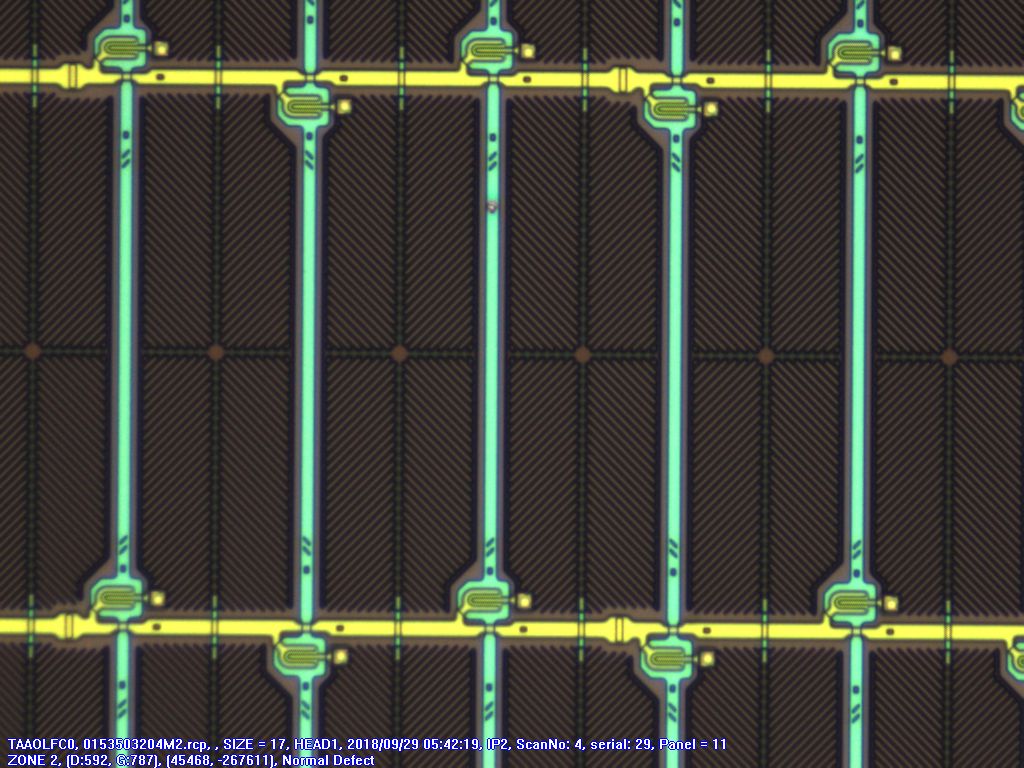 TAAOLFC0, 0153503204M2.rcp, , SIZE = 17, HEAD1, 2018/09/29 05:42:19, IP2, ScanNo: 4, serial: 29, Panel = 11
ZONE 2, [D:592, G:787], [45468, -267611], Normal Defect